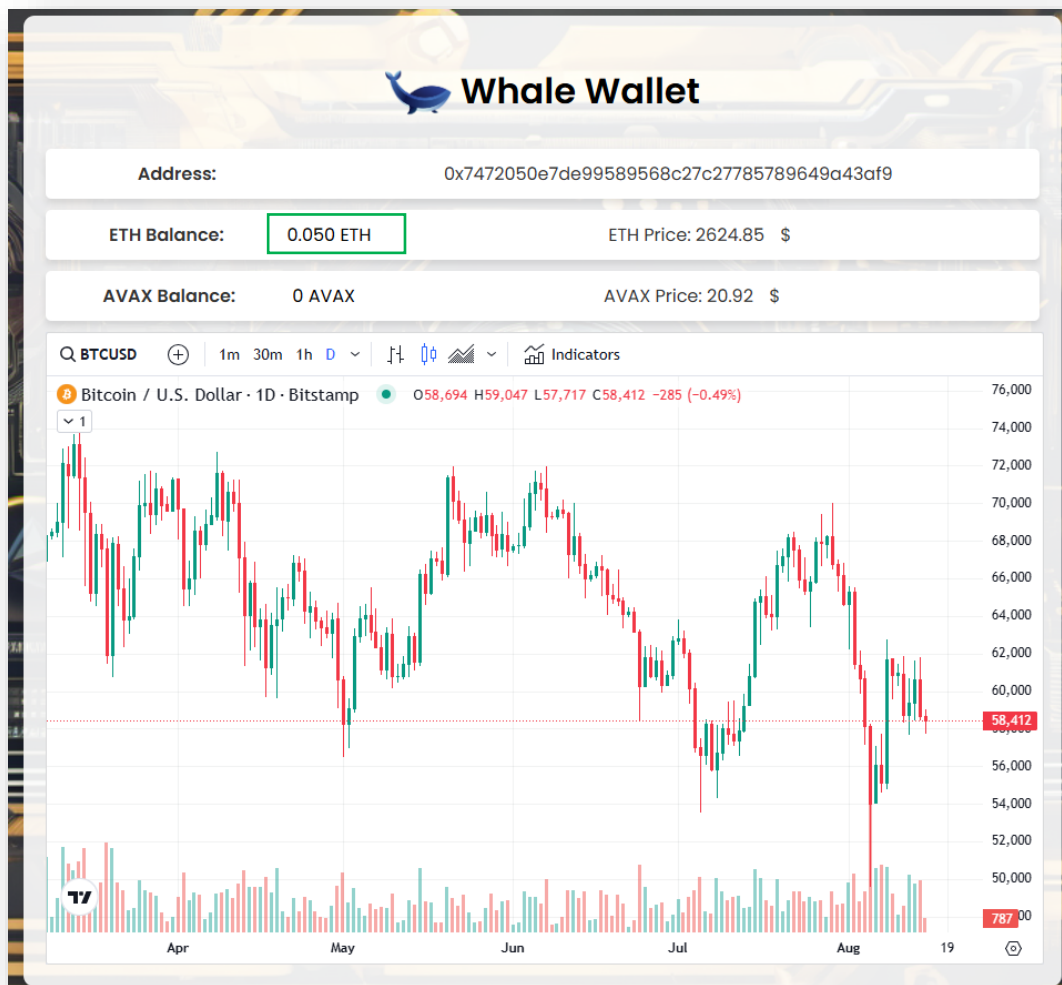 Whale Wallet
Address: 0x7472050e7de99589568c27c27785789649a43af9
ETH Balance: 0.050 ETH ETH Price: 2624.85 $
AVAX Balance: 0 AVAX AVAX Price: 20.92 $
BTCUSD 1m 30m 1h D Indicators
Bitcoin / U.S. Dollar · 1D · Bitstamp O58,694 H59,047 L57,717 C58,412 −285 (−0.49%)
1
76,000
74,000
72,000
70,000
68,000
66,000
64,000
62,000
60,000
58,412
56,000
54,000
52,000
50,000
787
Apr May Jun Jul Aug 19